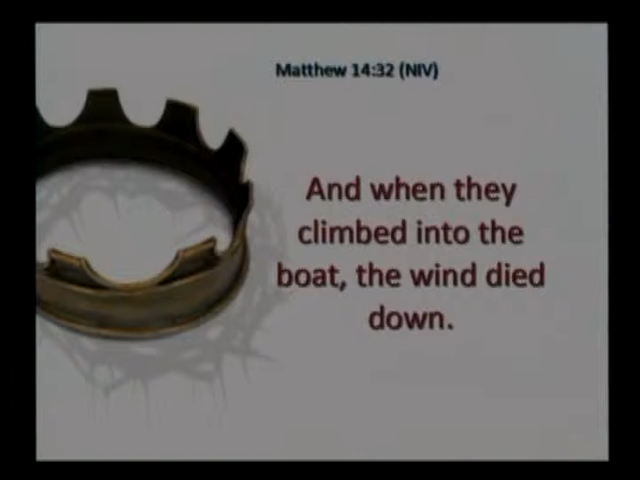 Matthew 14:32 (NIV)
And when they
climbed into the
boat, the wind died
down.